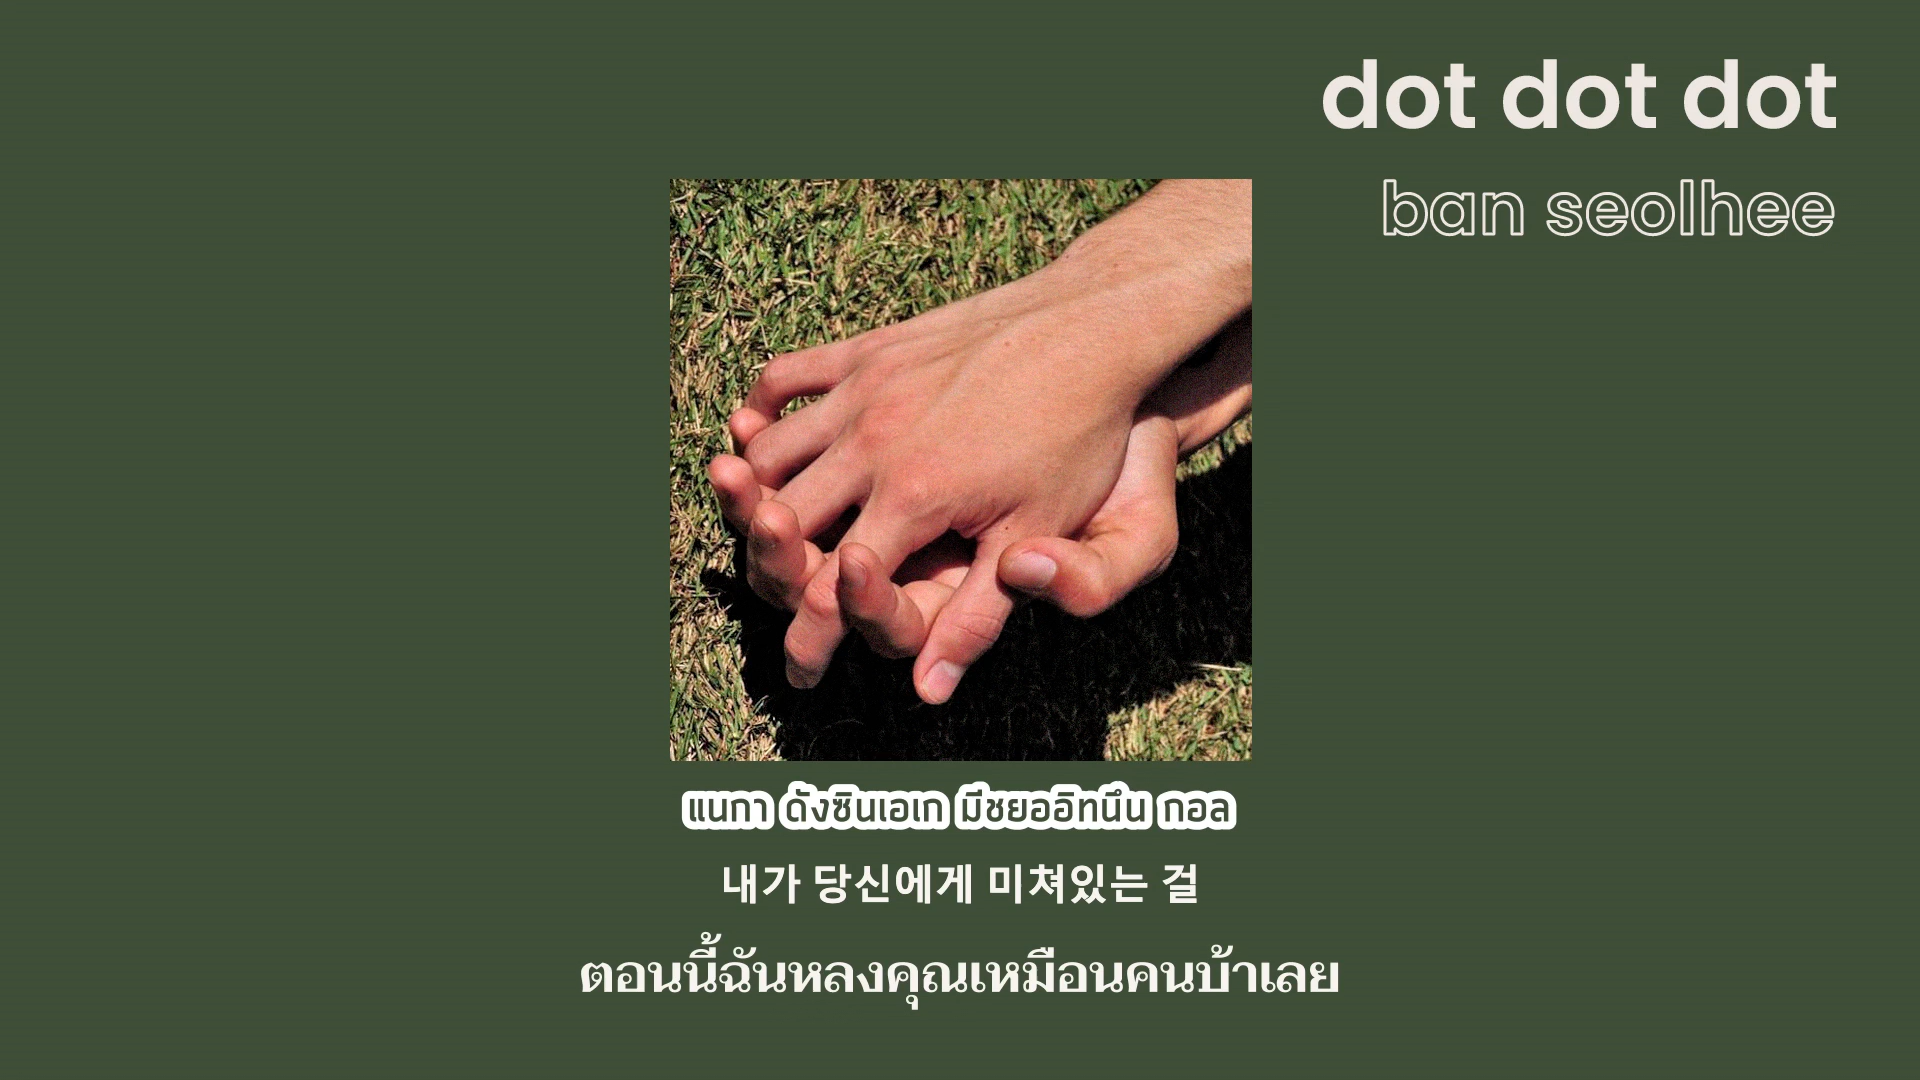 dot dot dot
ban seolhee
แนกา ดังซินเอเก มีชยออิทนึน กอล
내가 당신에게 미쳐있는 걸
ตอนนี้ฉันหลงคุณเหมือนคนบ้าเลย